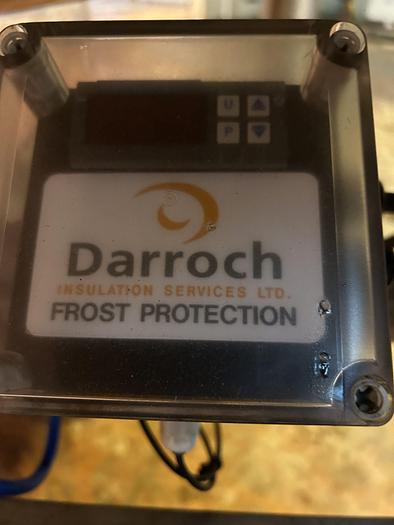 U
P
Darroch
INSULATION SERVICES LTD.
FROST PROTECTION